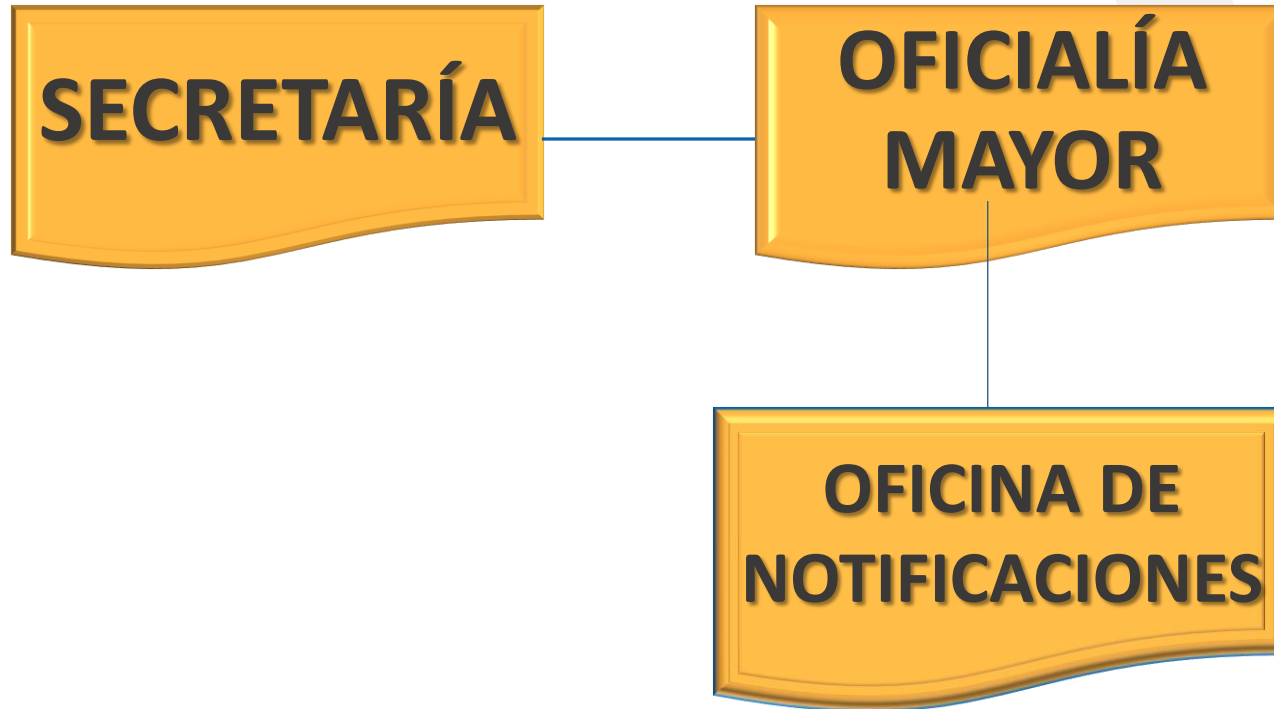 SECRETARÍA
OFICIALÍA
MAYOR
OFICINA DE
NOTIFICACIONES